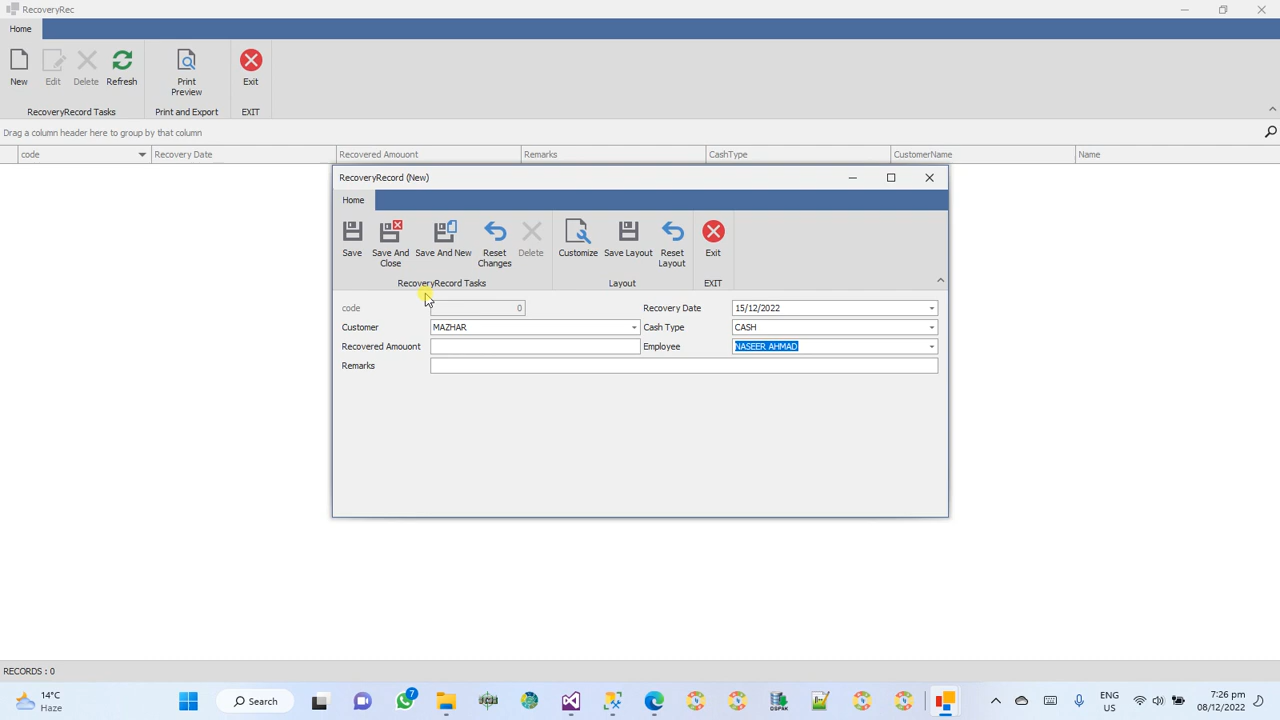 RecoveryRec
Home
New
Edit
Delete
Refresh
Print
Preview
Exit
RecoveryRecord Tasks
Print and Export
EXIT
Drag a column header here to group by that column
code
Recovery Date
Recovered Amouont
Remarks
CashType
CustomerName
Name
RecoveryRecord (New)
Home
Save
Save And
Close
Save And New
Reset
Changes
Delete
Customize
Save Layout
Reset
Layout
Exit
RecoveryRecord Tasks
Layout
EXIT
code 0 Recovery Date 15/12/2022
Customer MAZHAR Cash Type CASH
Recovered Amouont Employee NASEER AHMAD
Remarks
RECORDS : 0
14°C
Haze
Search
7
ENG
US
7:26 pm
08/12/2022